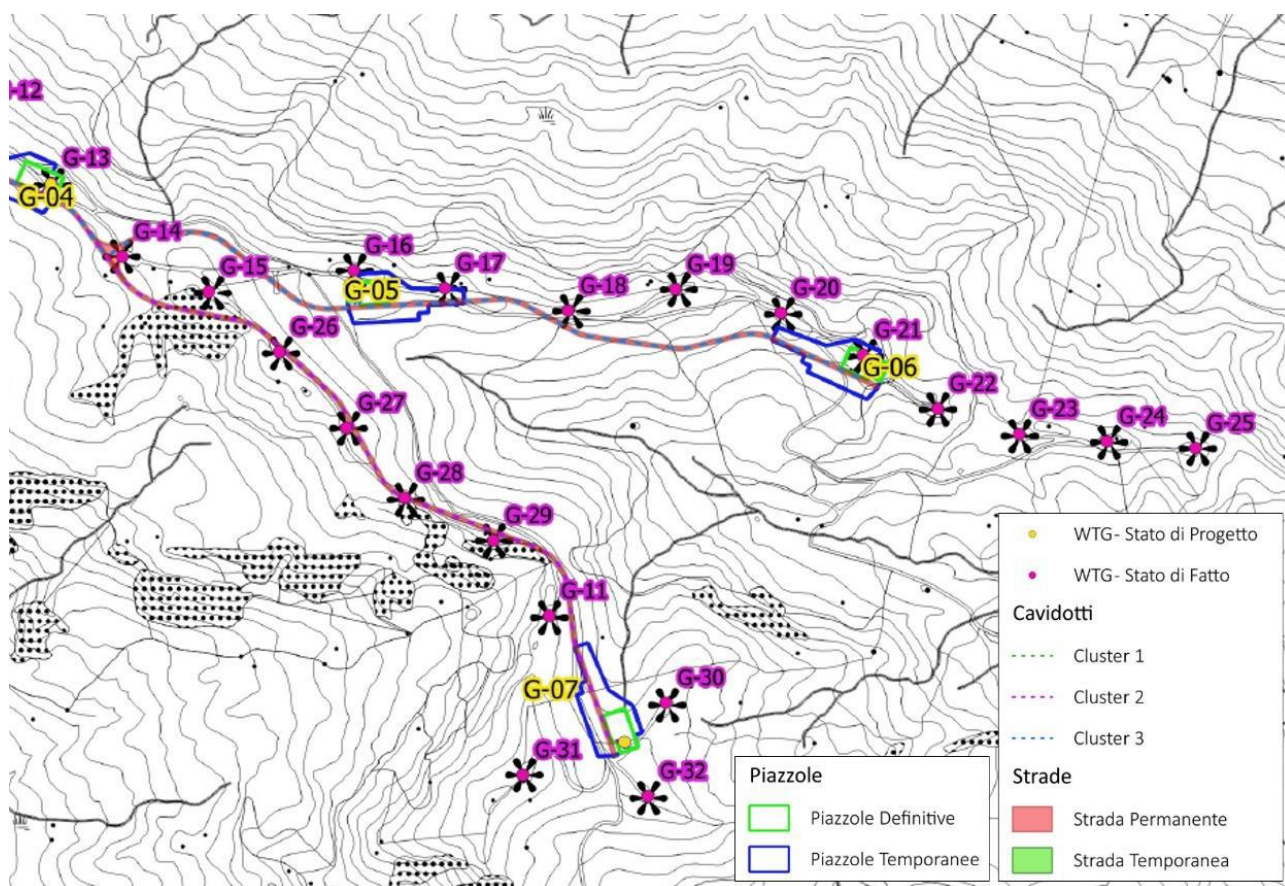 -12
G-13
G-04
G-14
G-15
G-16
G-05
G-17
G-18
G-19
G-20
G-21
G-06
G-22
G-23
G-24
G-25
G-26
G-27
G-28
G-29
G-11
G-07
G-30
G-31
G-32
WTG- Stato di Progetto
WTG- Stato di Fatto
Cavidotti
Cluster 1
Cluster 2
Cluster 3
Piazzole
Piazzole Definitive
Piazzole Temporanee
Strade
Strada Permanente
Strada Temporanea